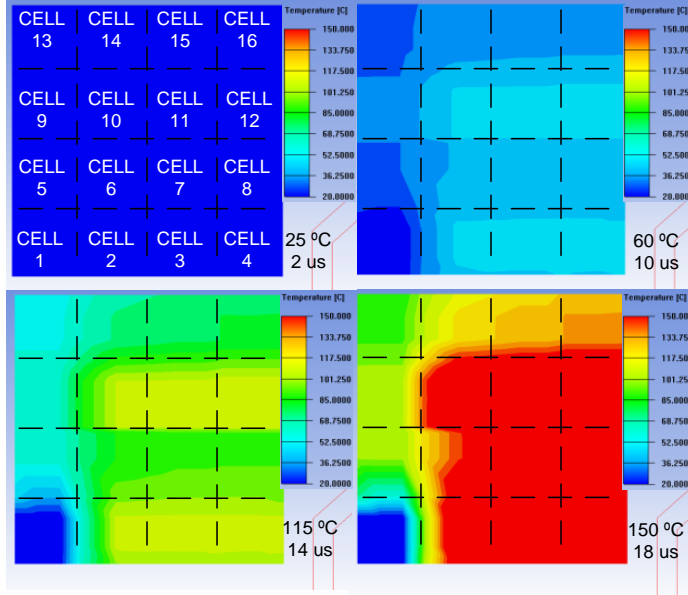 CELL 13 CELL 14 CELL 15 CELL 16
CELL 9 CELL 10 CELL 11 CELL 12
CELL 5 CELL 6 CELL 7 CELL 8
CELL 1 CELL 2 CELL 3 CELL 4
Temperature [C]
150.000
133.750
117.500
101.250
85.0000
68.7500
52.5000
36.2500
20.0000
25 ºC
2 us
Temperature [C]
150.000
133.750
117.500
101.250
85.0000
68.7500
52.5000
36.2500
20.0000
60 ºC
10 us
Temperature [C]
150.000
133.750
117.500
101.250
85.0000
68.7500
52.5000
36.2500
20.0000
115 ºC
14 us
Temperature [C]
150.000
133.750
117.500
101.250
85.0000
68.7500
52.5000
36.2500
20.0000
150 ºC
18 us